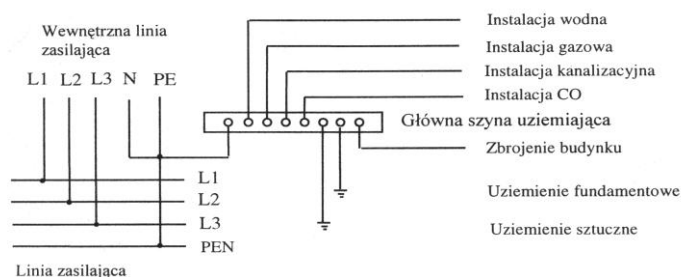 Wewnętrzna linia
zasilająca
L1 L2 L3 N PE
Instalacja wodna
Instalacja gazowa
Instalacja kanalizacyjna
Instalacja CO
Główna szyna uziemiająca
Zbrojenie budynku
L1
L2
L3
PEN
Uziemienie fundamentowe
Uziemienie sztuczne
Linia zasilająca